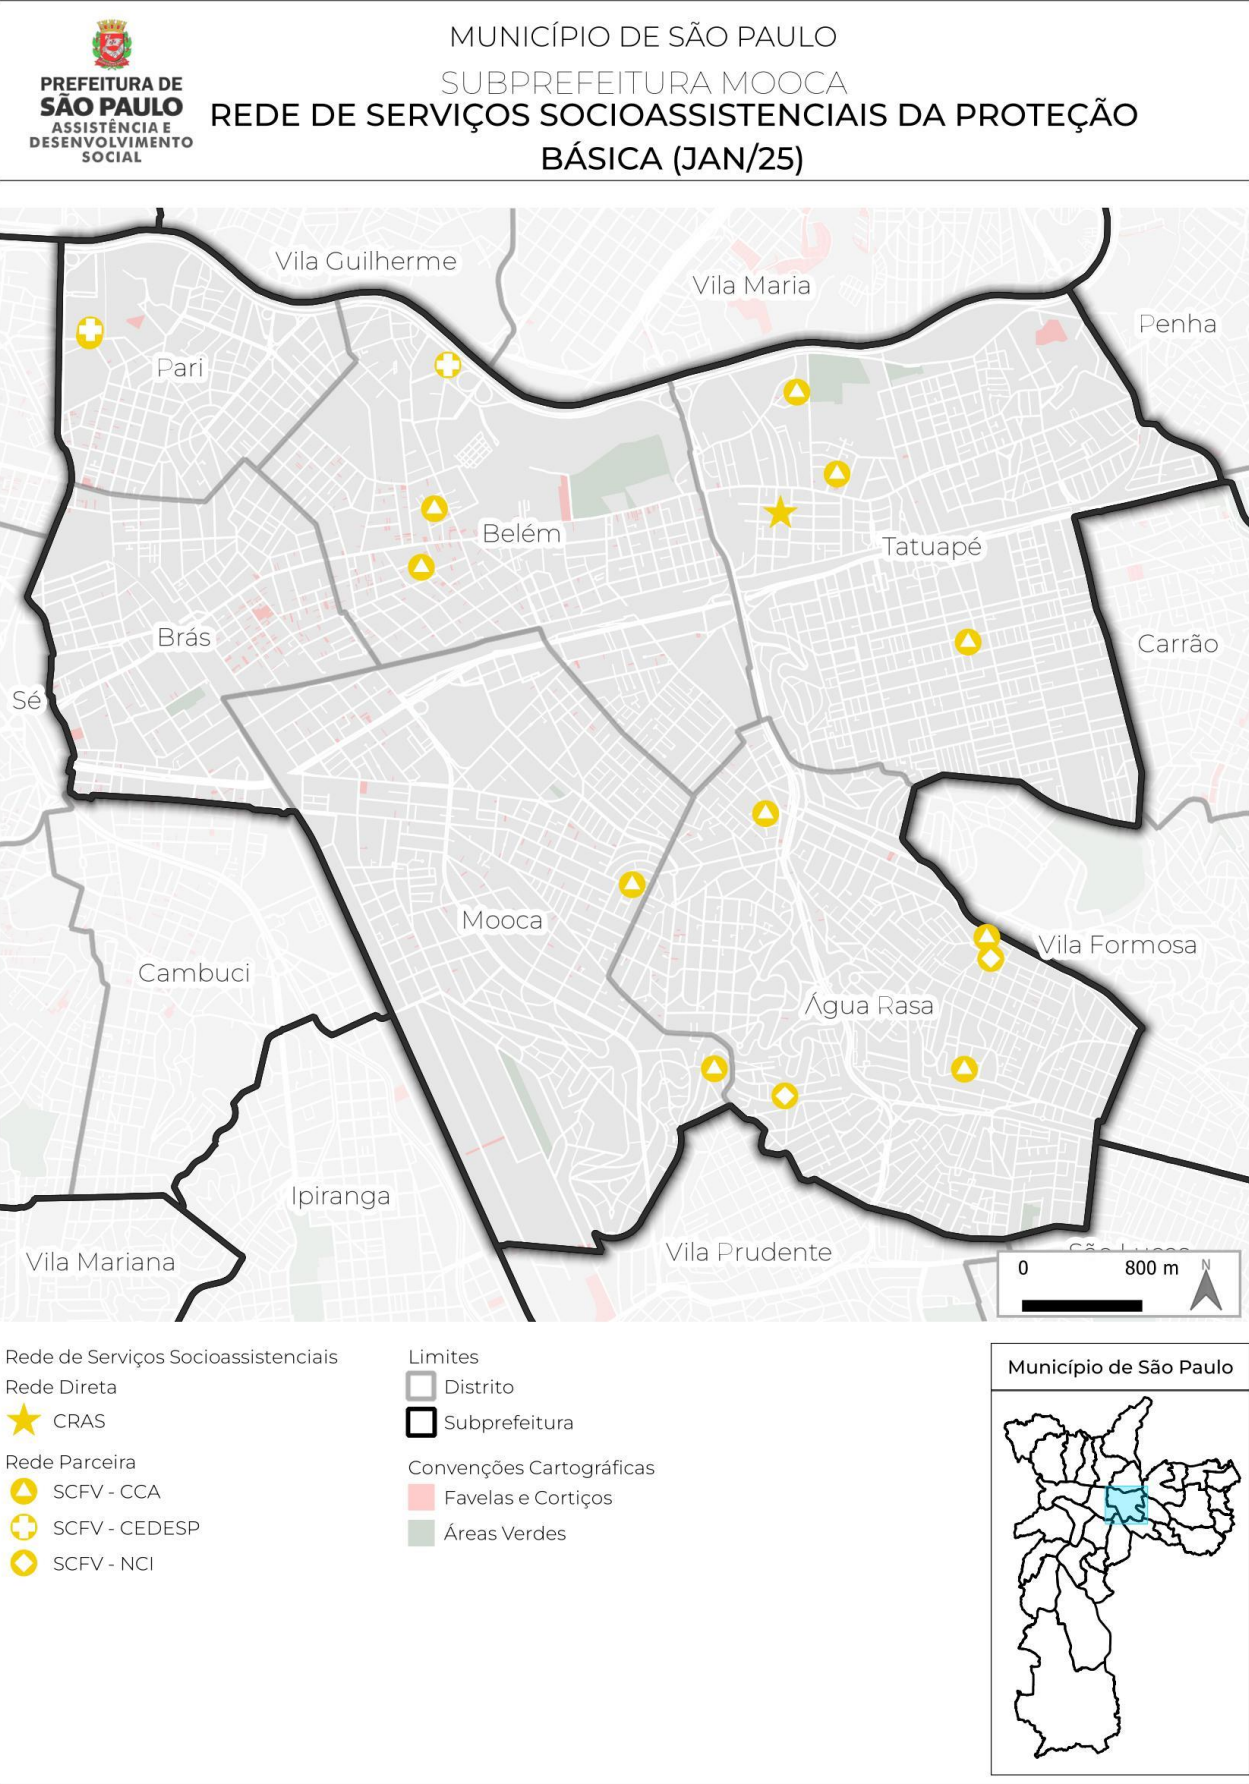 PREFEITURA DE
SÃO PAULO
ASSISTÊNCIA E
DESENVOLVIMENTO
SOCIAL
MUNICÍPIO DE SÃO PAULO
SUBPREFEITURA MOOCA
REDE DE SERVIÇOS SOCIOASSISTENCIAIS DA PROTEÇÃO
BÁSICA (JAN/25)
Vila Guilherme
Vila Maria
Penha
Pari
Belém
Tatuapé
Brás
Carrão
Sé
Mooca
Vila Formosa
Cambuci
Água Rasa
Ipiranga
Vila Prudente
Vila Mariana
0 800 m N
Rede de Serviços Socioassistenciais
Rede Direta
CRAS
Rede Parceira
SCFV - CCA
SCFV - CEDESP
SCFV - NCI
Limites
Distrito
Subprefeitura
Convenções Cartográficas
Favelas e Cortiços
Áreas Verdes
Município de São Paulo